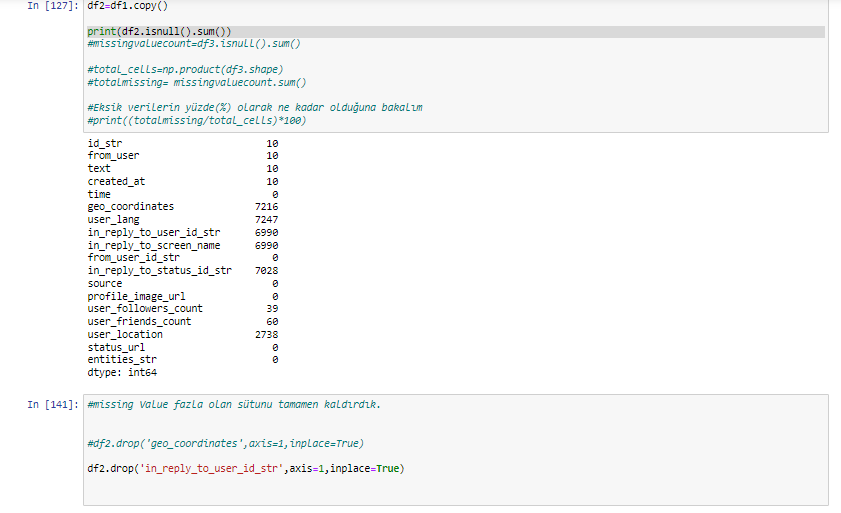 In [127]: df2=df1.copy()
print(df2.isnull().sum())
#missingvaluecount=df3.isnull().sum()
#total_cells=np.product(df3.shape)
#totalmissing= missingvaluecount.sum()
#Eksik verilerin yüzde(%) olarak ne kadar olduğuna bakalım
#print((totalmissing/total_cells)*100)
id_str 10
from_user 10
text 10
created_at 10
time 0
geo_coordinates 7216
user_lang 7247
in_reply_to_user_id_str 6990
in_reply_to_screen_name 6990
from_user_id_str 0
in_reply_to_status_id_str 7028
source 0
profile_image_url 0
user_followers_count 39
user_friends_count 60
user_location 2738
status_url 0
entities_str 0
dtype: int64
In [141]: #missing Value fazla olan sütunu tamamen kaldırdık.
#df2.drop('geo_coordinates',axis=1,inplace=True)
df2.drop('in_reply_to_user_id_str',axis=1,inplace=True)